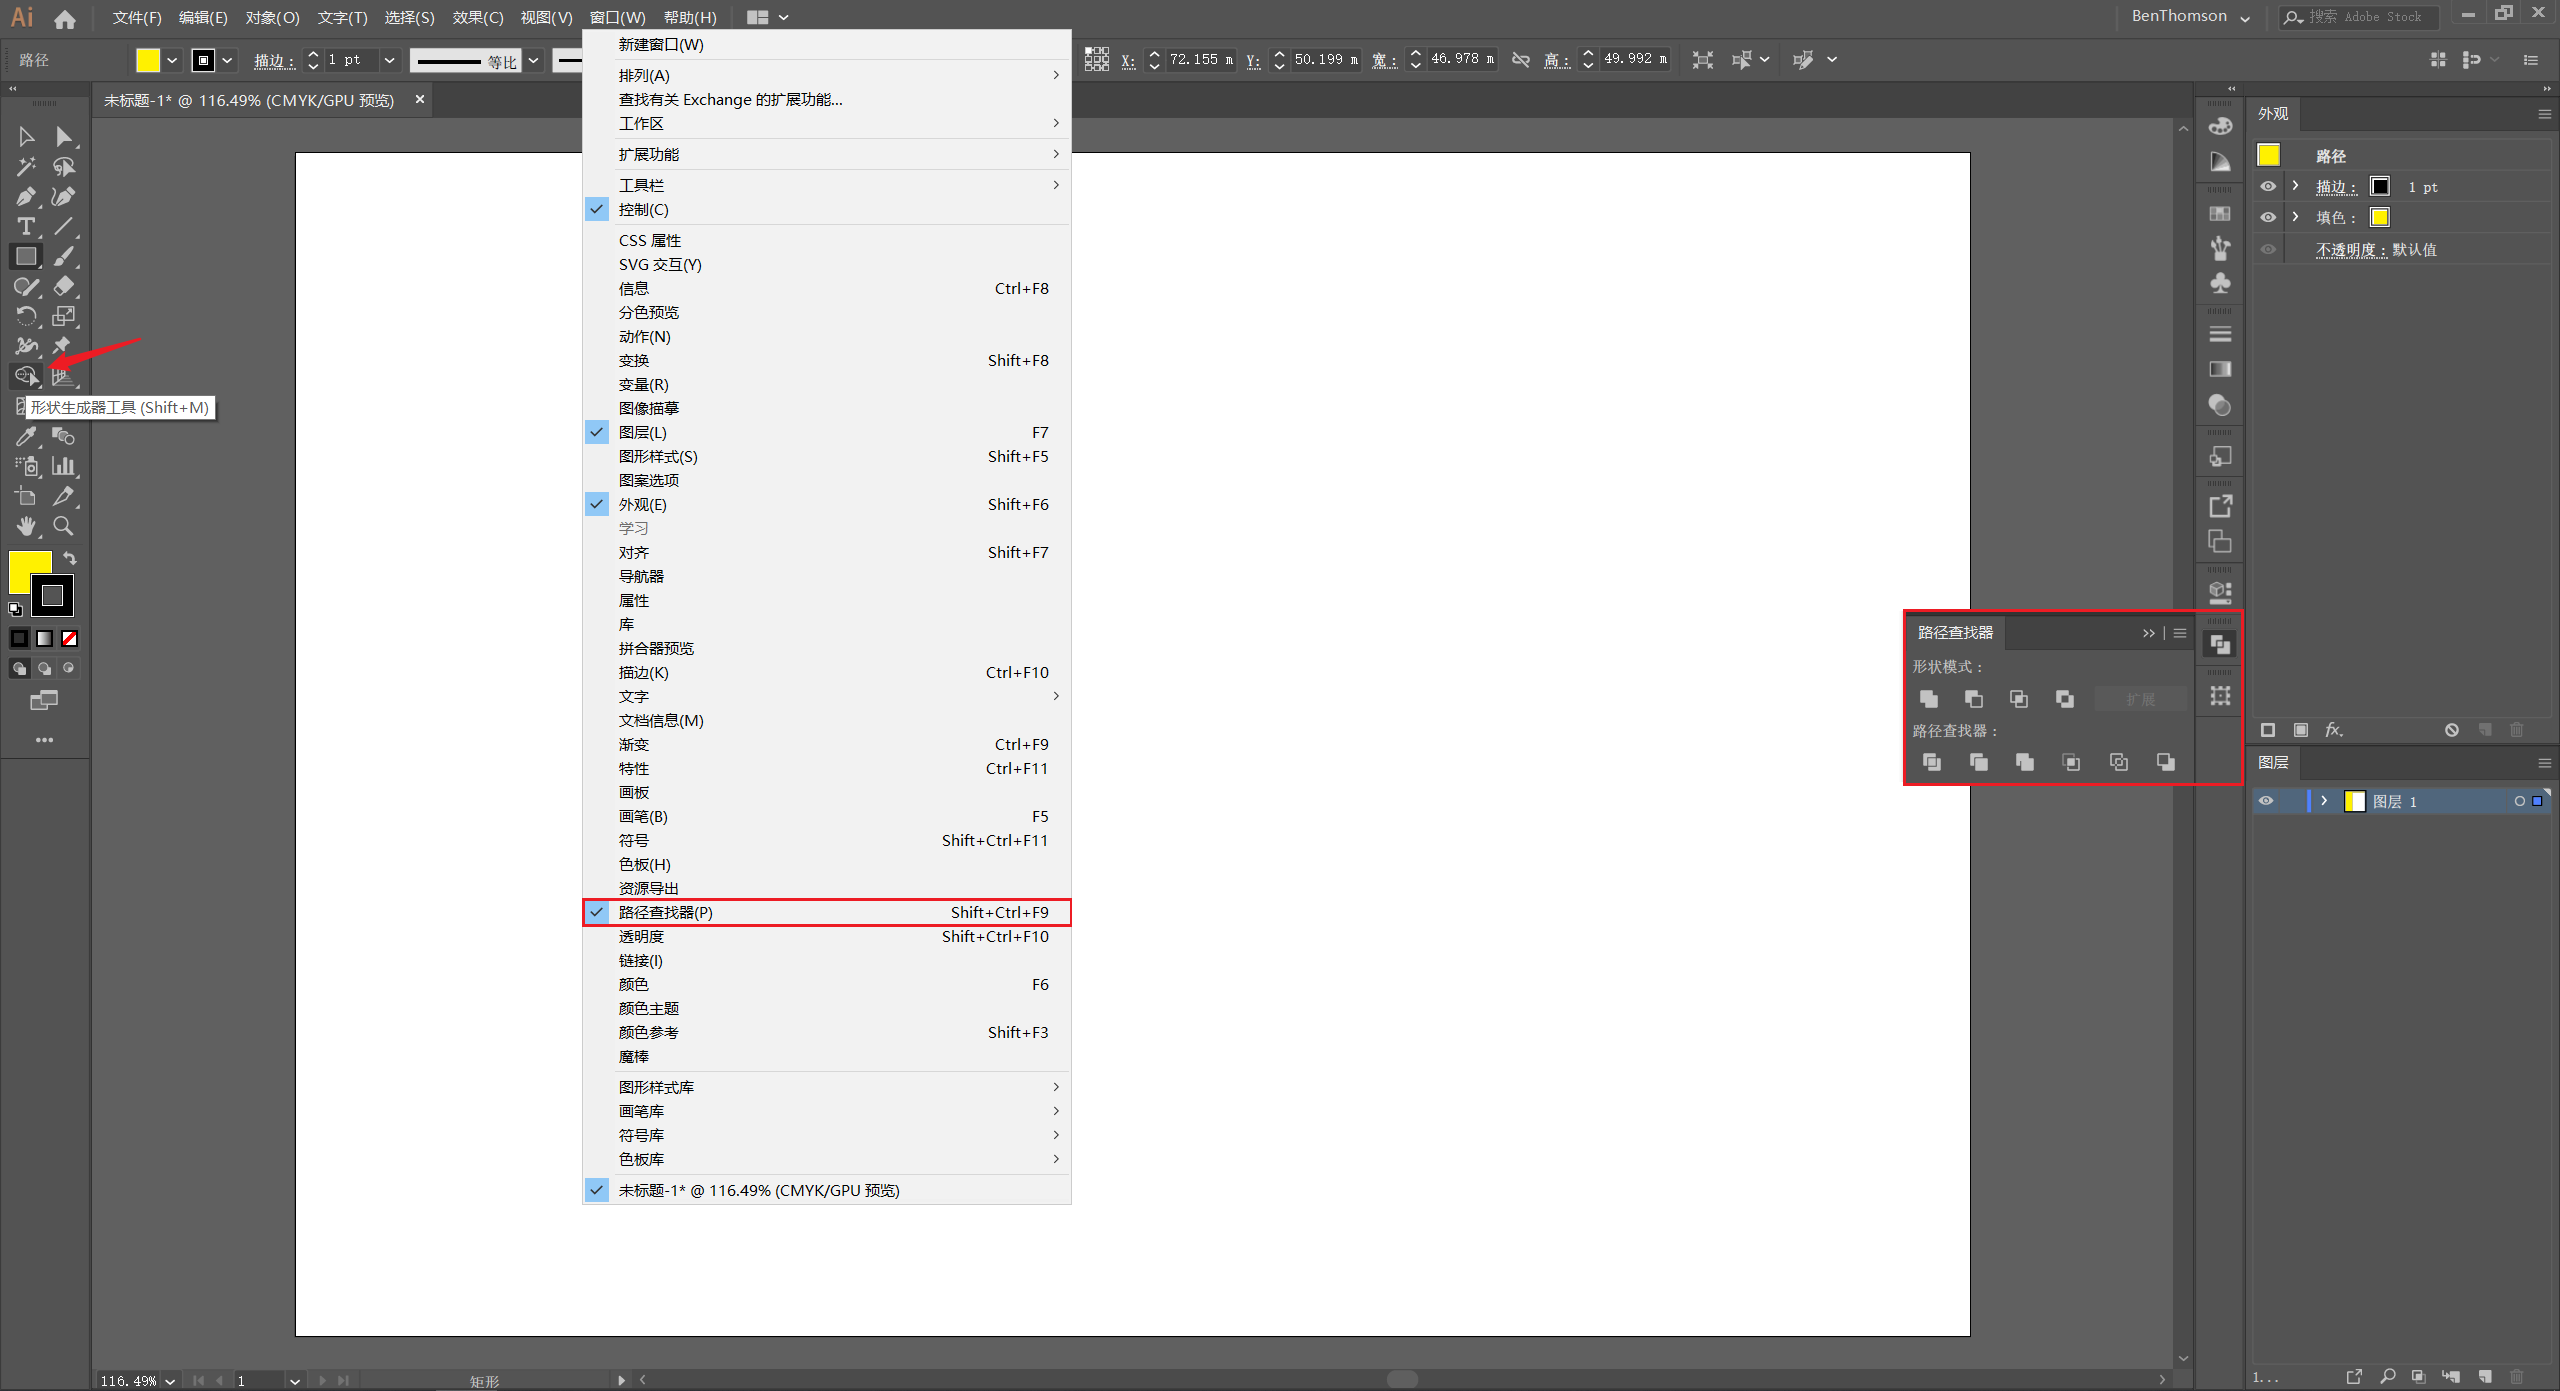 Ai 文件(F) 编辑(E) 对象(O) 文字(T) 选择(S) 效果(C) 视图(V) 窗口(W) 帮助(H) BenThomson 搜索 Adobe Stock
路径 描边: 1 pt 等比 X: 72.155 m Y: 50.199 m 宽: 46.978 m 高: 49.992 m
未标题-1* @ 116.49% (CMYK/GPU 预览) ×
形状生成器工具 (Shift+M)
新建窗口(W)
排列(A)
查找有关 Exchange 的扩展功能...
工作区
扩展功能
工具栏
控制(C)
CSS 属性
SVG 交互(Y)
信息 Ctrl+F8
分色预览
动作(N)
变换 Shift+F8
变量(R)
图像描摹
图层(L) F7
图形样式(S) Shift+F5
图案选项
外观(E) Shift+F6
学习
对齐 Shift+F7
导航器
属性
库
拼合器预览
描边(K) Ctrl+F10
文字
文档信息(M)
渐变 Ctrl+F9
特性 Ctrl+F11
画板
画笔(B) F5
符号 Shift+Ctrl+F11
色板(H)
资源导出
路径查找器(P) Shift+Ctrl+F9
透明度 Shift+Ctrl+F10
链接(I)
颜色 F6
颜色主题
颜色参考 Shift+F3
魔棒
图形样式库
画笔库
符号库
色板库
未标题-1* @ 116.49% (CMYK/GPU 预览)
路径查找器
形状模式:
扩展
路径查找器:
外观
路径
描边: 1 pt
填色:
不透明度: 默认值
fx.
图层
图层 1
1...
116.49% 1 矩形